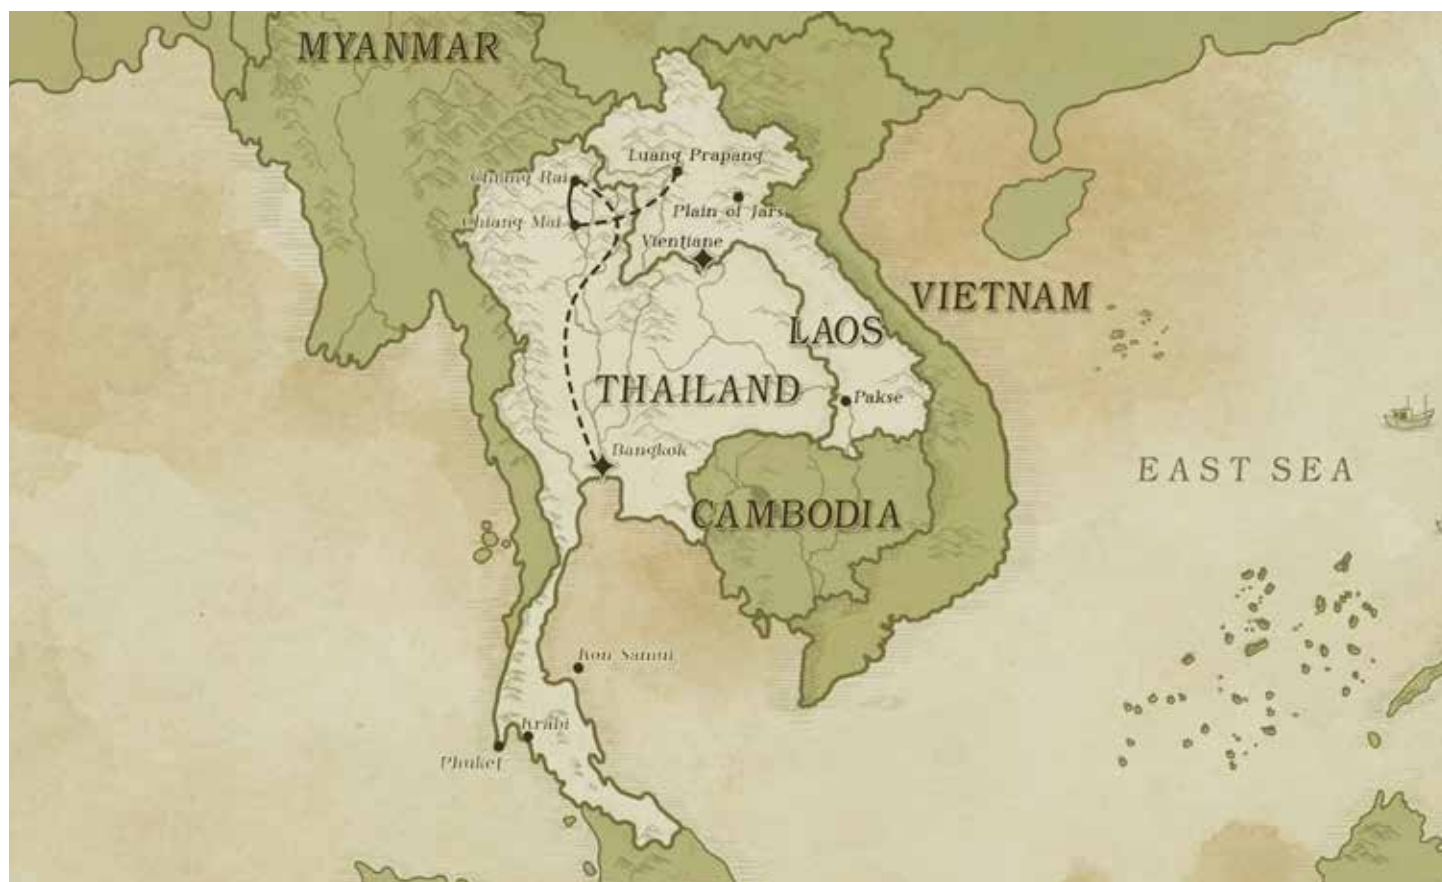 MYANMAR
Luang Prapang
Chiang Rai
Plain of Jars
Chiang Mai
Vientiane
VIETNAM
LAOS
THAILAND
Pakse
Bangkok
EAST SEA
CAMBODIA
Kon Samui
Krabi
Phuket